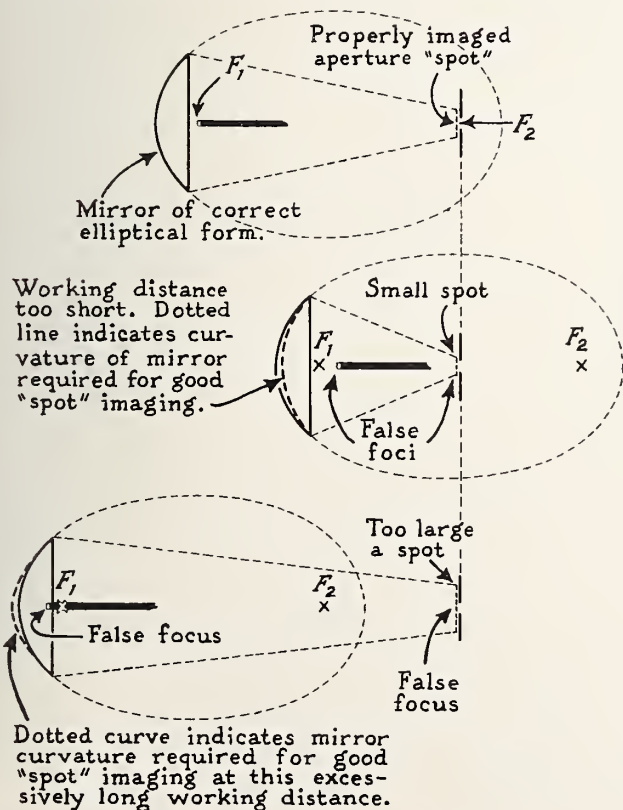 Properly imaged
aperture "spot"
F1
F2
Mirror of correct
elliptical form.
Working distance
too short. Dotted
line indicates cur-
vature of mirror
required for good
"spot" imaging.
Small spot
F1
F2
False
foci
Too large
a spot
F1
F2
False focus
False
focus
Dotted curve indicates mirror
curvature required for good
"spot" imaging at this exces-
sively long working distance.